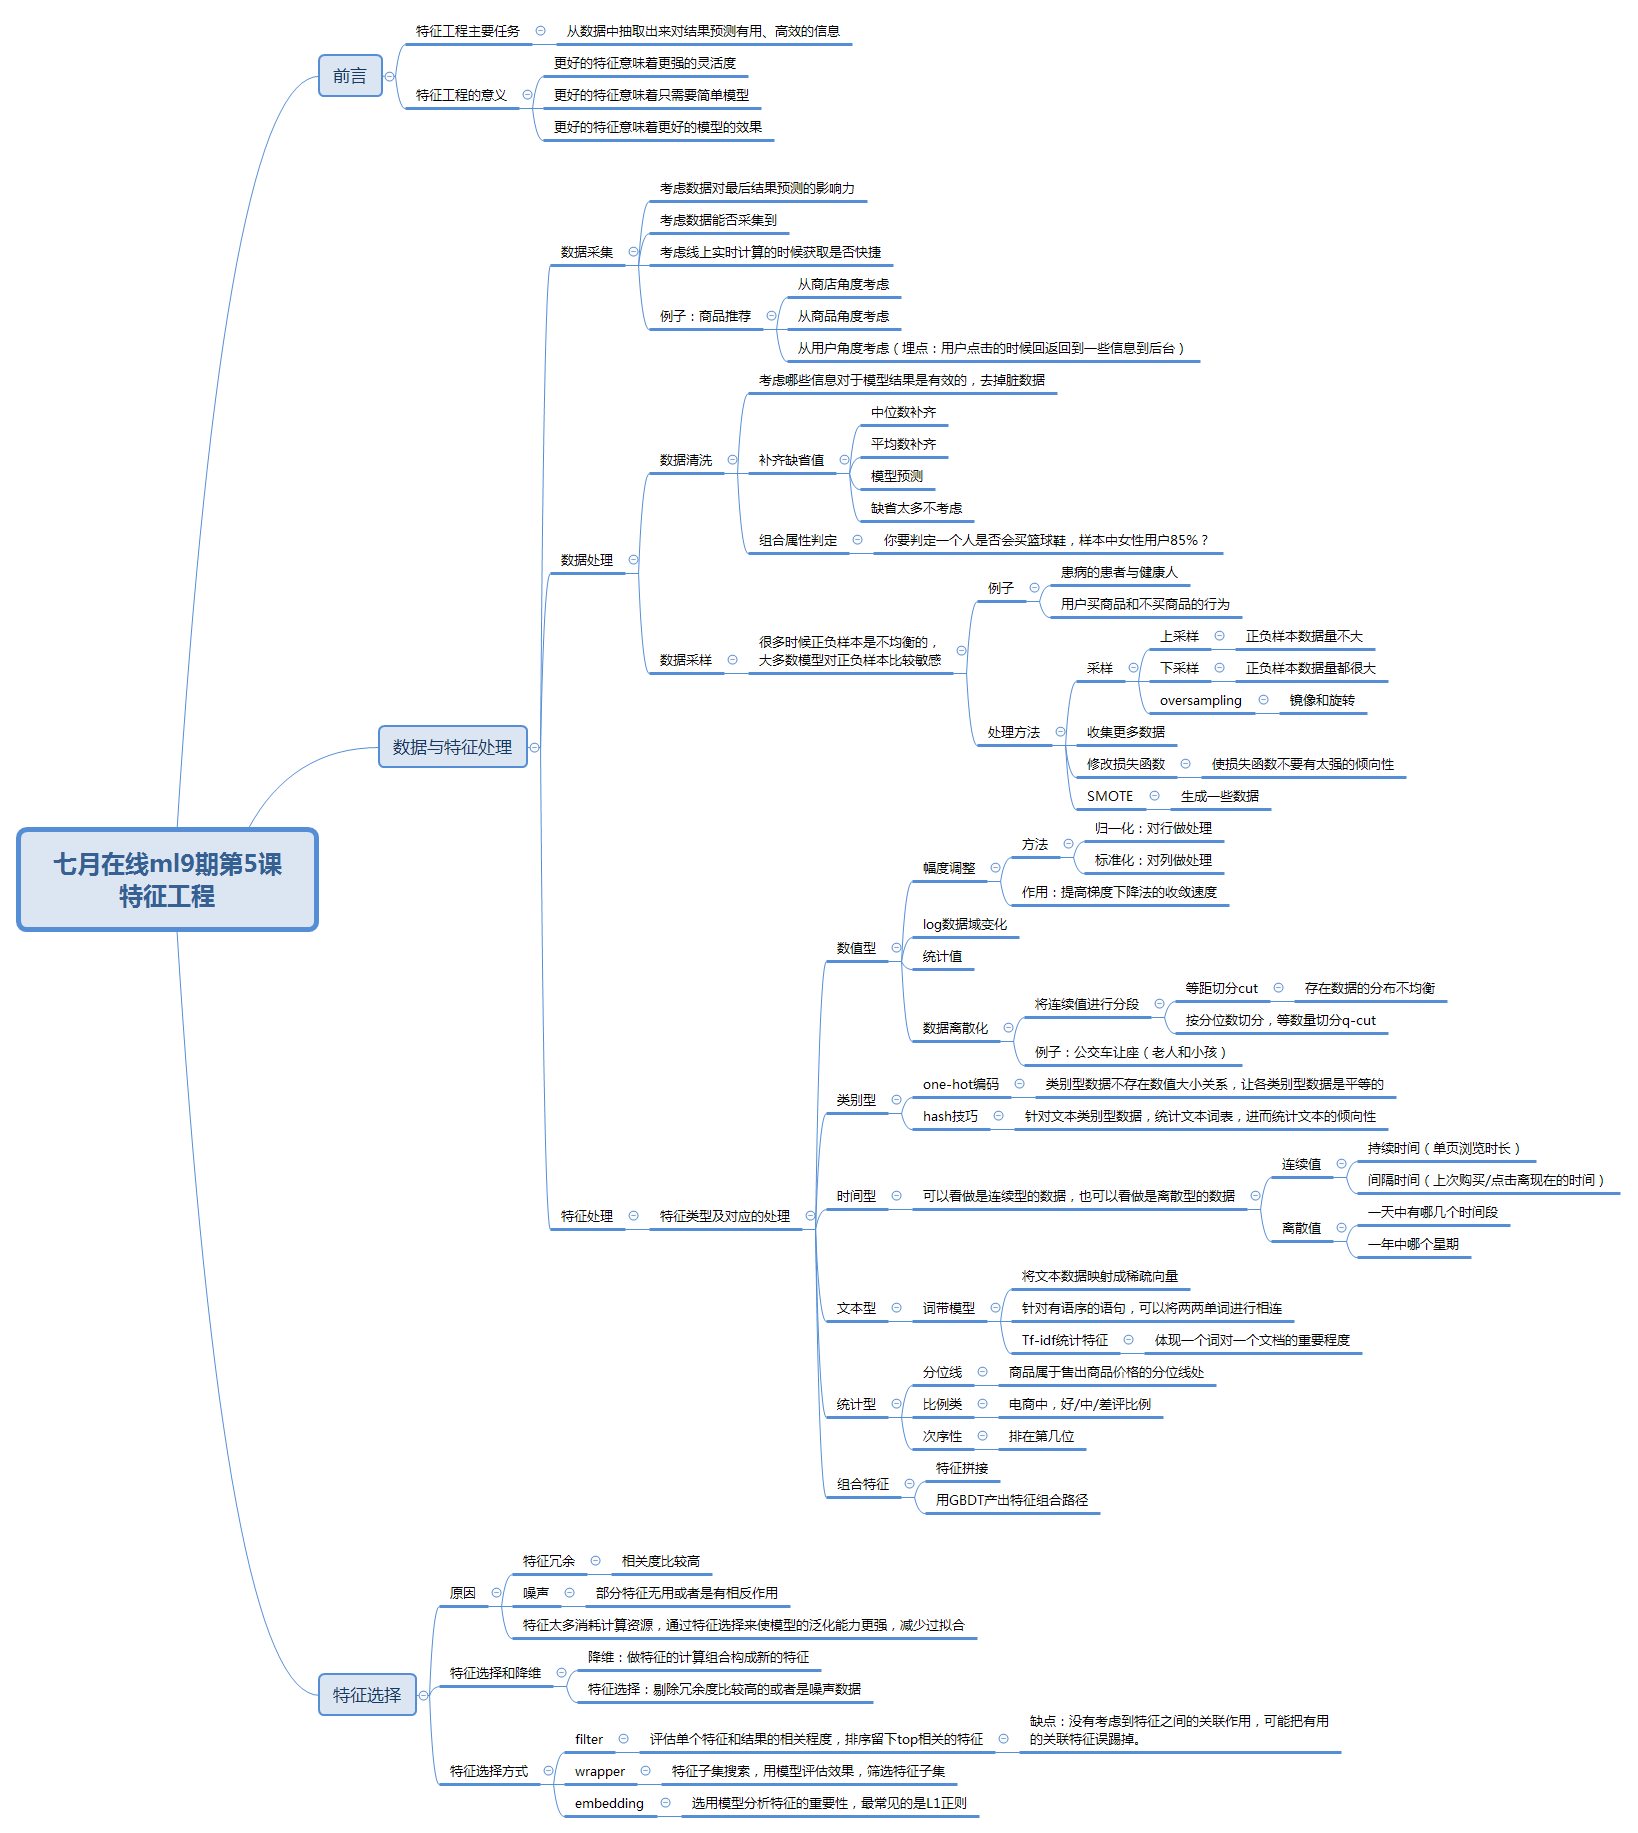 特征工程主要任务
从数据中抽取出来对结果预测有用、高效的信息
前言
更好的特征意味着更强的灵活度
特征工程的意义
更好的特征意味着只需要简单模型
更好的特征意味着更好的模型的效果
考虑数据对最后结果预测的影响力
考虑数据能否采集到
数据采集
考虑线上实时计算的时候获取是否快捷
从商店角度考虑
例子：商品推荐
从商品角度考虑
从用户角度考虑（埋点：用户点击的时候回返回到一些信息到后台）
考虑哪些信息对于模型结果是有效的，去掉脏数据
中位数补齐
平均数补齐
数据清洗
补齐缺省值
模型预测
缺省太多不考虑
组合属性判定
你要判定一个人是否会买篮球鞋，样本中女性用户85%？
数据处理
患病的患者与健康人
例子
用户买商品和不买商品的行为
数据采样
很多时候正负样本是不均衡的，
大多数模型对正负样本比较敏感
上采样
正负样本数据量不大
采样
下采样
正负样本数据量都很大
oversampling
镜像和旋转
处理方法
收集更多数据
修改损失函数
使损失函数不要有太强的倾向性
SMOTE
生成一些数据
数据与特征处理
七月在线ml9期第5课
特征工程
归一化：对行做处理
方法
标准化：对列做处理
幅度调整
作用：提高梯度下降法的收敛速度
log数据域变化
数值型
统计值
等距切分cut
存在数据的分布不均衡
将连续值进行分段
按分位数切分，等数量切分q-cut
数据离散化
例子：公交车让座（老人和小孩）
one-hot编码
类别型数据不存在数值大小关系，让各类别型数据是平等的
类别型
hash技巧
针对文本类别型数据，统计文本词表，进而统计文本的倾向性
持续时间（单页浏览时长）
连续值
间隔时间（上次购买/点击离现在的时间）
时间型
可以看做是连续型的数据，也可以看做是离散型的数据
一天中有哪几个时间段
离散值
一年中哪个星期
特征处理
特征类型及对应的处理
将文本数据映射成稀疏向量
文本型
词带模型
针对有语序的语句，可以将两两单词进行相连
Tf-idf统计特征
体现一个词对一个文档的重要程度
分位线
商品属于售出商品价格的分位线处
统计型
比例类
电商中，好/中/差评比例
次序性
排在第几位
特征拼接
组合特征
用GBDT产出特征组合路径
特征冗余
相关度比较高
原因
噪声
部分特征无用或者是有相反作用
特征太多消耗计算资源，通过特征选择来使模型的泛化能力更强，减少过拟合
降维：做特征的计算组合构成新的特征
特征选择和降维
特征选择：剔除冗余度比较高的或者是噪声数据
特征选择
filter
评估单个特征和结果的相关程度，排序留下top相关的特征
缺点：没有考虑到特征之间的关联作用，可能把有用
的关联特征误踢掉。
特征选择方式
wrapper
特征子集搜索，用模型评估效果，筛选特征子集
embedding
选用模型分析特征的重要性，最常见的是L1正则